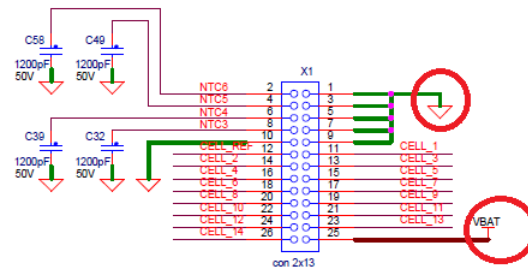 C58
C49
1200pF
50V
1200pF
50V
C39
C32
1200pF
50V
1200pF
50V
X1
NTC6 2 1
NTC5 4 3
NTC4 6 5
NTC3 8 7
10 9
CELL_REF 12 11 CELL_1
CELL_2 14 13 CELL_3
CELL_4 16 15 CELL_5
CELL_6 18 17 CELL_7
CELL_8 20 19 CELL_9
CELL_10 22 21 CELL_11
CELL_12 24 23 CELL_13
CELL_14 26 25 VBAT
con 2x13